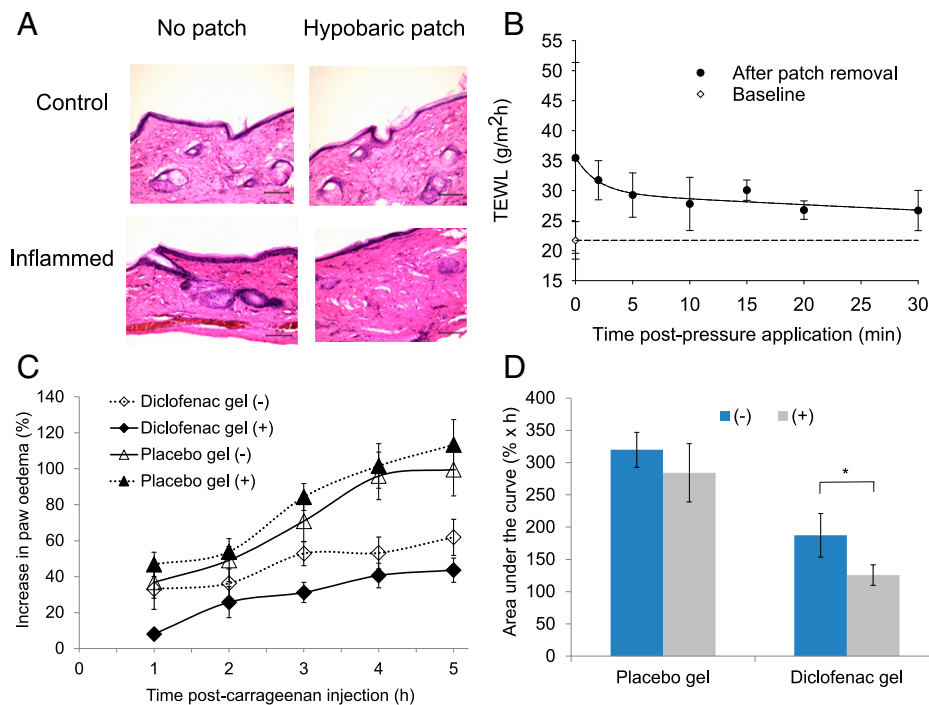 A
No patch
Hypobaric patch
Control
Inflammed
B
55
50
45
40
35
30
25
20
15
TEWL (g/m²h)
After patch removal
Baseline
0
5
10
15
20
25
30
Time post-pressure application (min)
C
140
120
100
80
60
40
20
0
Increase in paw oedema (%)
Diclofenac gel (-)
Diclofenac gel (+)
Placebo gel (-)
Placebo gel (+)
0
1
2
3
4
5
Time post-carrageenan injection (h)
D
400
350
300
250
200
150
100
50
0
Area under the curve (% x h)
(-)
(+)
*
Placebo gel
Diclofenac gel